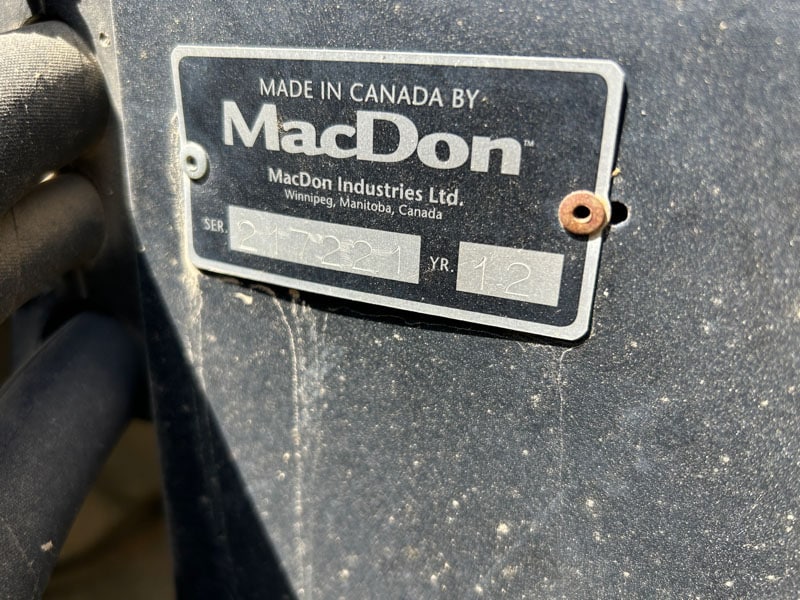 MADE IN CANADA BY
MacDon™
MacDon Industries Ltd.
Winnipeg, Manitoba, Canada
SER. 217221 YR. 12